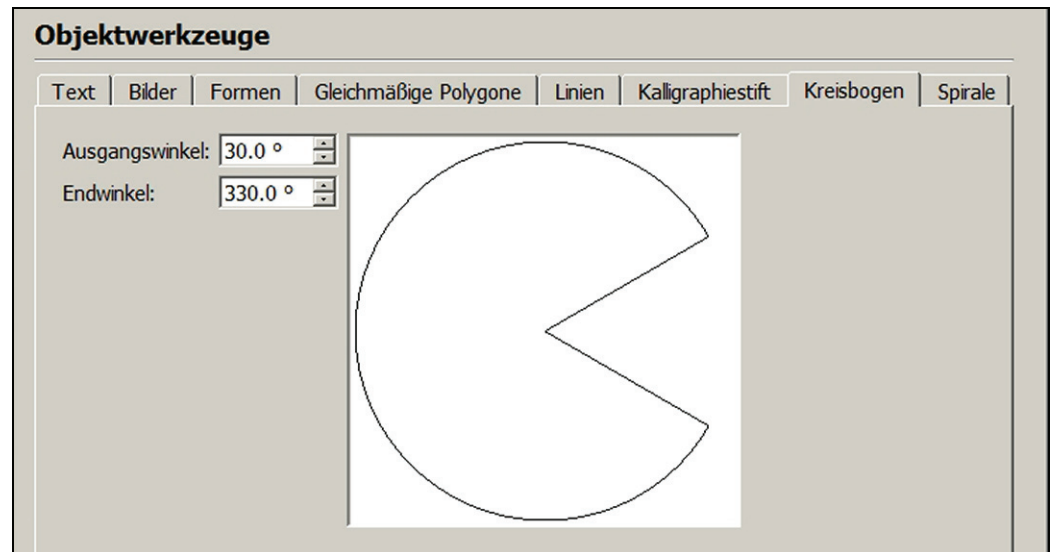 Objektwerkzeuge
Text Bilder Formen Gleichmäßige Polygone Linien Kalligraphiestift Kreisbogen Spirale
Ausgangswinkel: 30.0 °
Endwinkel: 330.0 °